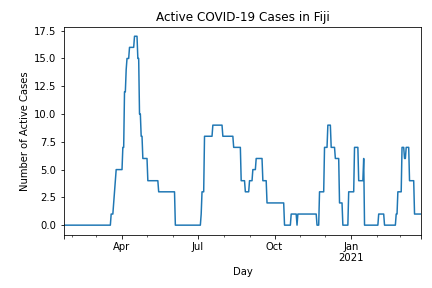 Active COVID-19 Cases in Fiji
Number of Active Cases
17.5
15.0
12.5
10.0
7.5
5.0
2.5
0.0
Apr Jul Oct Jan
2021
Day